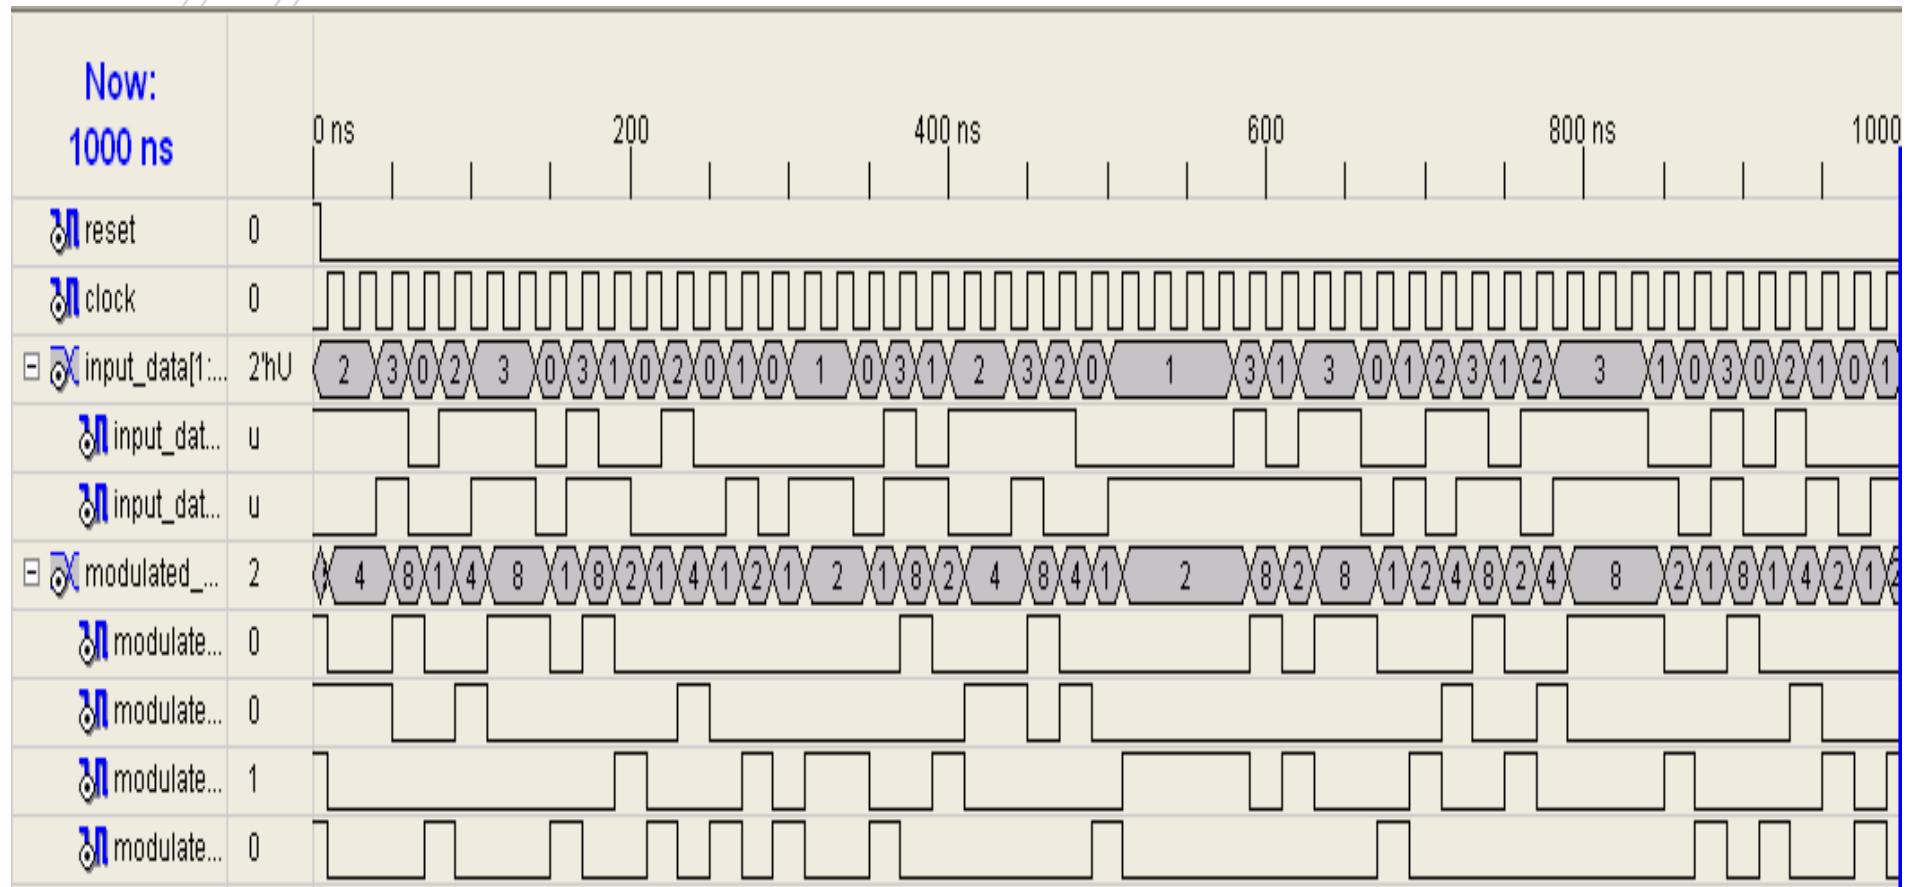 Now:
1000 ns
0 ns 200 400 ns 600 800 ns 1000
reset 0
clock 0
input_data[1:... 2'hU 2 3 0 2 3 0 3 1 0 2 0 1 0 1 0 3 1 2 3 2 0 1 3 1 3 0 1 2 3 1 2 3 1 0 3 0 2 1 0 1
input_dat... u
input_dat... u
modulated_... 2 4 8 1 4 8 1 8 2 1 4 1 2 1 2 1 8 2 4 8 4 1 2 8 2 8 1 2 4 8 2 4 8 2 1 8 1 4 2 1 2
modulate... 0
modulate... 0
modulate... 1
modulate... 0